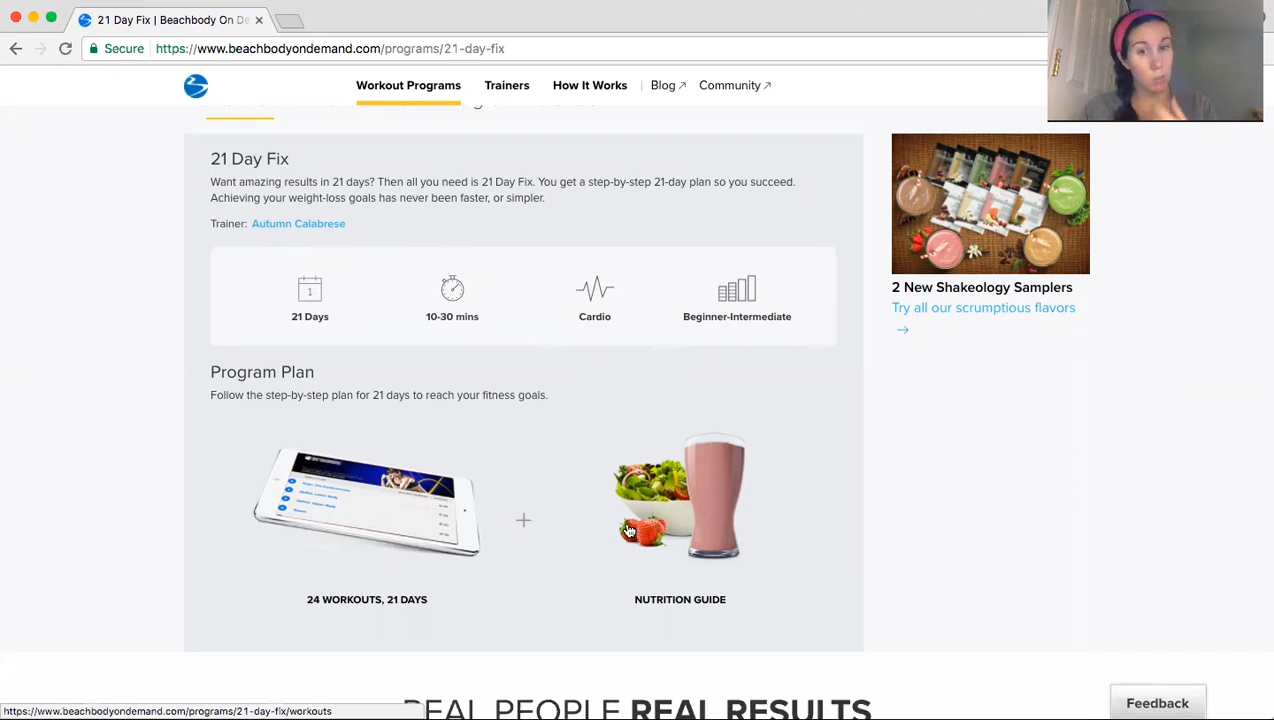 21 Day Fix | Beachbody On De
Secure https://www.beachbodyondemand.com/programs/21-day-fix
Workout Programs Trainers How It Works Blog Community
21 Day Fix
Want amazing results in 21 days? Then all you need is 21 Day Fix. You get a step-by-step 21-day plan so you succeed.
Achieving your weight-loss goals has never been faster, or simpler.
Trainer: Autumn Calabrese
1
21 Days 10-30 mins Cardio Beginner-Intermediate
2 New Shakeology Samplers
Try all our scrumptious flavors
Program Plan
Follow the step-by-step plan for 21 days to reach your fitness goals.
24 WORKOUTS, 21 DAYS NUTRITION GUIDE
REAL PEOPLE REAL RESULTS
Feedback
https://www.beachbodyondemand.com/programs/21-day-fix/workouts